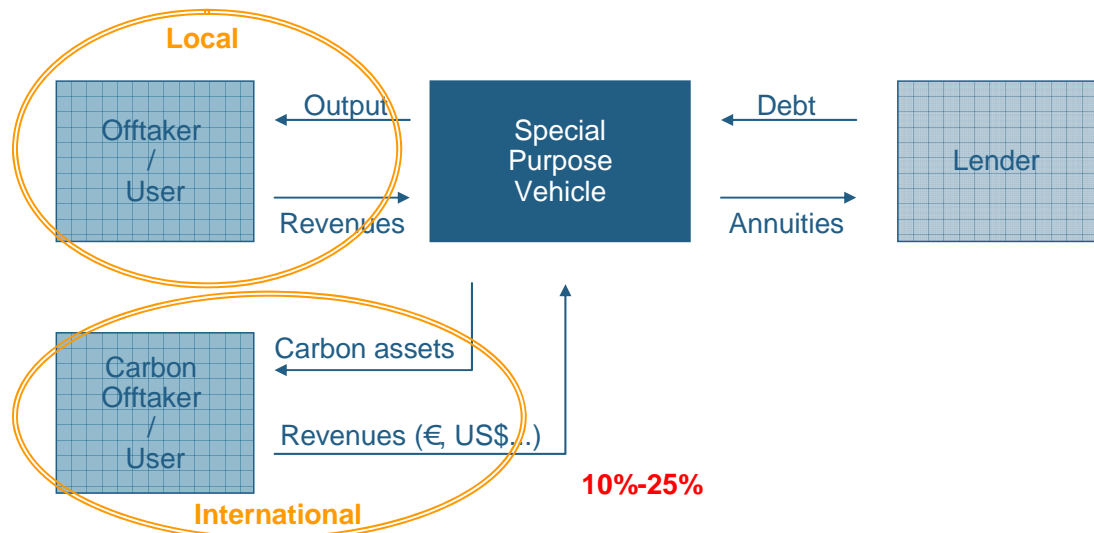 Local
Offtaker
/
User
Output
Revenues
Special
Purpose
Vehicle
Debt
Annuities
Lender
Carbon
Offtaker
/
User
Carbon assets
Revenues (€, US$...)
10%-25%
International